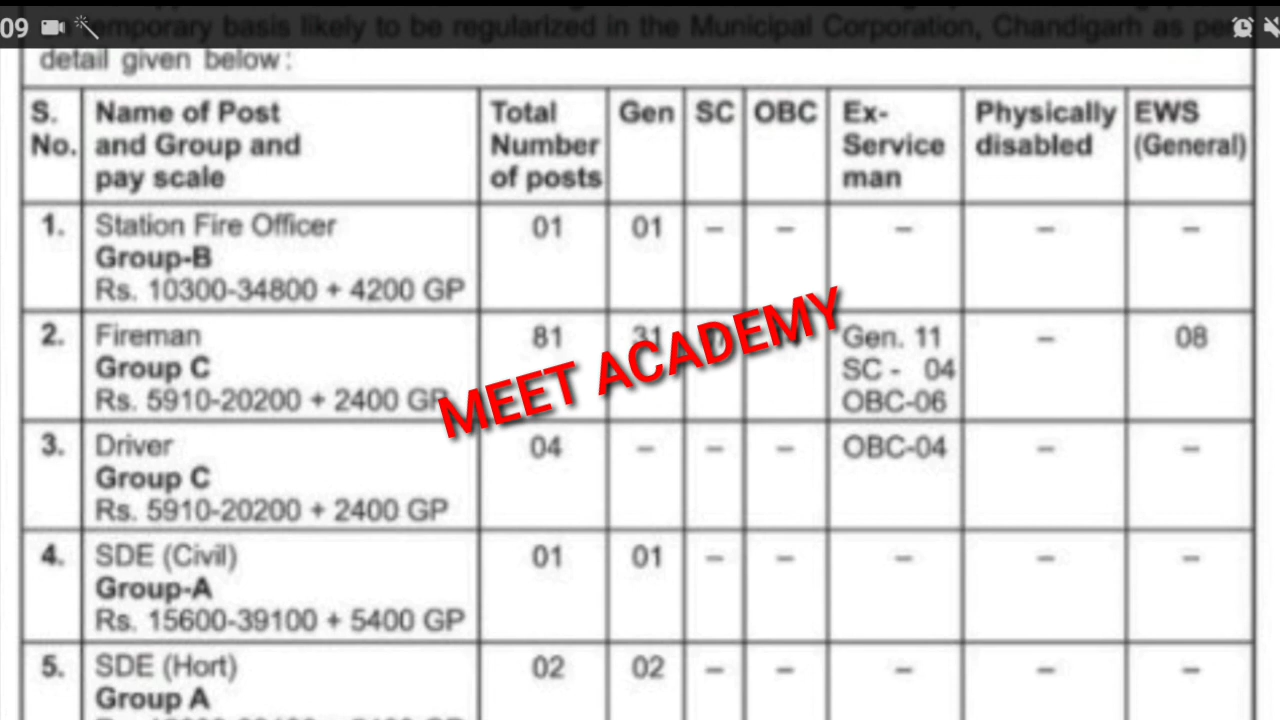 09
temporary basis likely to be regularized in the Municipal Corporation, Chandigarh as per
detail given below :
S. No. Name of Post and Group and pay scale Total Number of posts Gen SC OBC Ex-Service man Physically disabled EWS (General)
1. Station Fire Officer 01 01 – – – – –
Group-B
Rs. 10300-34800 + 4200 GP
2. Fireman 81 31 Gen. 11 – 08
Group C SC - 04
Rs. 5910-20200 + 2400 GP OBC-06
MEET ACADEMY
3. Driver 04 – – – OBC-04 – –
Group C
Rs. 5910-20200 + 2400 GP
4. SDE (Civil) 01 01 – – – – –
Group-A
Rs. 15600-39100 + 5400 GP
5. SDE (Hort) 02 02 – – – – –
Group A